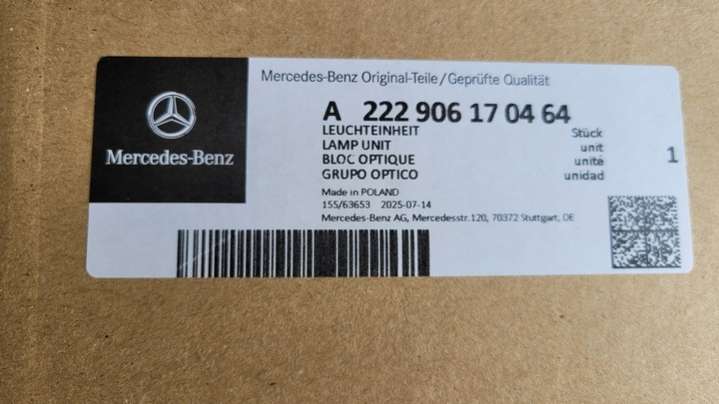 Mercedes-Benz Original-Teile/Geprüfte Qualität
Mercedes-Benz
A 222 906 17 04 64
LEUCHTEINHEIT Stück
LAMP UNIT unit
BLOC OPTIQUE unité
GRUPO OPTICO unidad
1
Made in POLAND
155/63653 2025-07-14
Mercedes-Benz AG, Mercedesstr.120, 70372 Stuttgart, DE